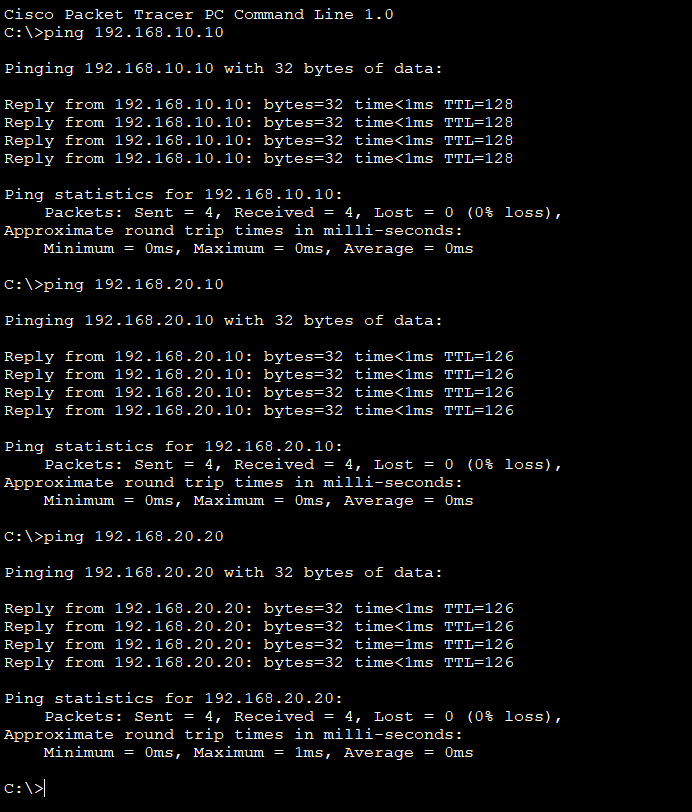 Cisco Packet Tracer PC Command Line 1.0
C:\>ping 192.168.10.10
Pinging 192.168.10.10 with 32 bytes of data:
Reply from 192.168.10.10: bytes=32 time<1ms TTL=128
Reply from 192.168.10.10: bytes=32 time<1ms TTL=128
Reply from 192.168.10.10: bytes=32 time<1ms TTL=128
Reply from 192.168.10.10: bytes=32 time<1ms TTL=128
Ping statistics for 192.168.10.10:
    Packets: Sent = 4, Received = 4, Lost = 0 (0% loss),
Approximate round trip times in milli-seconds:
    Minimum = 0ms, Maximum = 0ms, Average = 0ms
C:\>ping 192.168.20.10
Pinging 192.168.20.10 with 32 bytes of data:
Reply from 192.168.20.10: bytes=32 time<1ms TTL=126
Reply from 192.168.20.10: bytes=32 time<1ms TTL=126
Reply from 192.168.20.10: bytes=32 time<1ms TTL=126
Reply from 192.168.20.10: bytes=32 time<1ms TTL=126
Ping statistics for 192.168.20.10:
    Packets: Sent = 4, Received = 4, Lost = 0 (0% loss),
Approximate round trip times in milli-seconds:
    Minimum = 0ms, Maximum = 0ms, Average = 0ms
C:\>ping 192.168.20.20
Pinging 192.168.20.20 with 32 bytes of data:
Reply from 192.168.20.20: bytes=32 time<1ms TTL=126
Reply from 192.168.20.20: bytes=32 time<1ms TTL=126
Reply from 192.168.20.20: bytes=32 time=1ms TTL=126
Reply from 192.168.20.20: bytes=32 time<1ms TTL=126
Ping statistics for 192.168.20.20:
    Packets: Sent = 4, Received = 4, Lost = 0 (0% loss),
Approximate round trip times in milli-seconds:
    Minimum = 0ms, Maximum = 1ms, Average = 0ms
C:\>